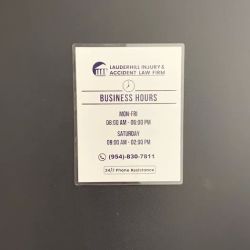 LAUDERHILL INJURY &
ACCIDENT LAW FIRM
BUSINESS HOURS
MON-FRI
08:00 AM - 06:00 PM
SATURDAY
08:00 AM - 02:00 PM
(954)-830-7811
24/7 Phone Assistance